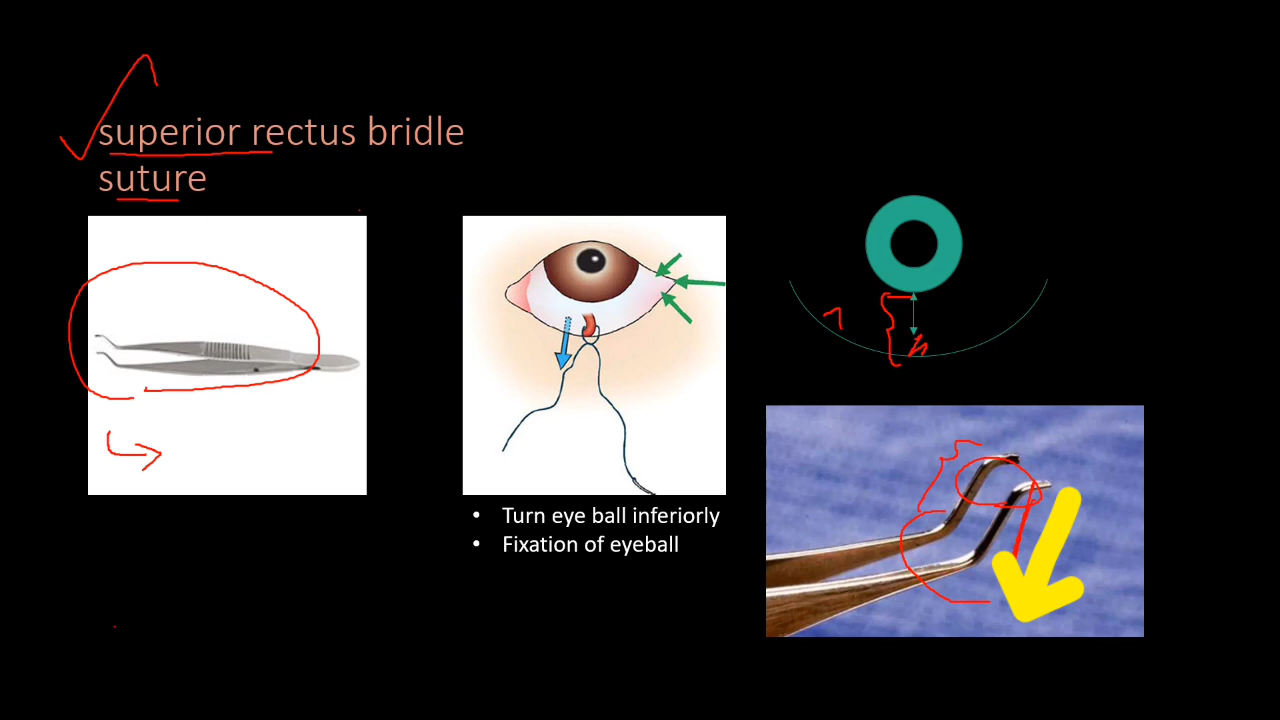 superior rectus bridle
suture
• Turn eye ball inferiorly
• Fixation of eyeball